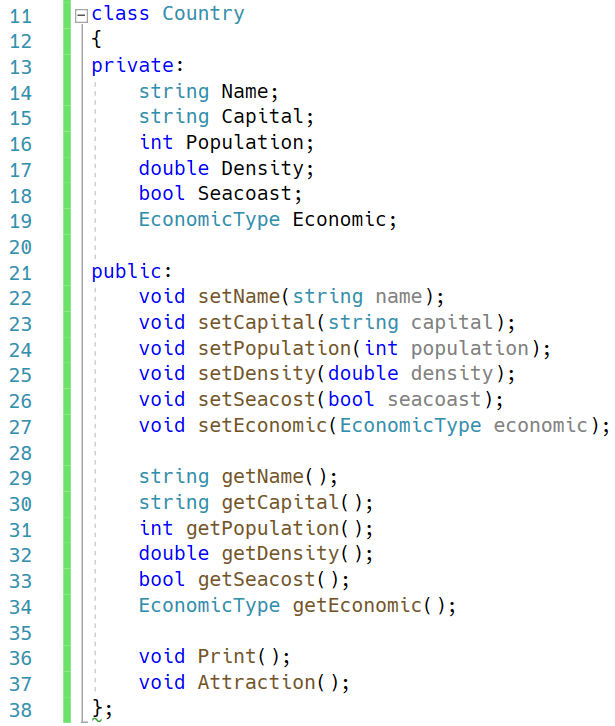 11 class Country
12 {
13 private:
14     string Name;
15     string Capital;
16     int Population;
17     double Density;
18     bool Seacoast;
19     EconomicType Economic;
20
21 public:
22     void setName(string name);
23     void setCapital(string capital);
24     void setPopulation(int population);
25     void setDensity(double density);
26     void setSeacost(bool seacoast);
27     void setEconomic(EconomicType economic);
28
29     string getName();
30     string getCapital();
31     int getPopulation();
32     double getDensity();
33     bool getSeacost();
34     EconomicType getEconomic();
35
36     void Print();
37     void Attraction();
38 };